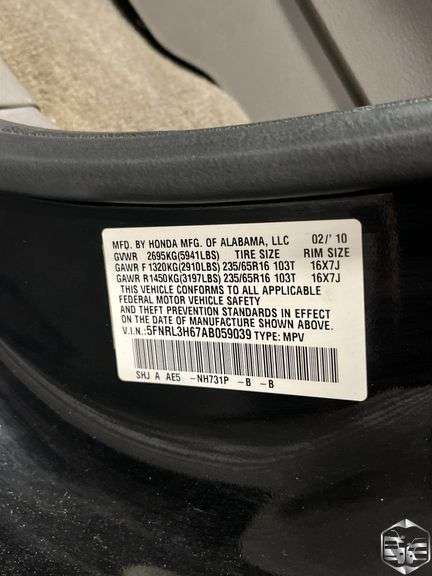 MFD. BY HONDA MFG. OF ALABAMA, LLC 02/' 10
GVWR 2695KG(5941LBS) TIRE SIZE RIM SIZE
GAWR F 1320KG(2910LBS) 235/65R16 103T 16X7J
GAWR R1450KG(3197LBS) 235/65R16 103T 16X7J
THIS VEHICLE CONFORMS TO ALL APPLICABLE
FEDERAL MOTOR VEHICLE SAFETY
AND THEFT PREVENTION STANDARDS IN EFFECT
ON THE DATE OF MANUFACTURE SHOWN ABOVE.
V.I.N.: 5FNRL3H67AB059039 TYPE: MPV
SHJ A AE5 -NH731P -B -B